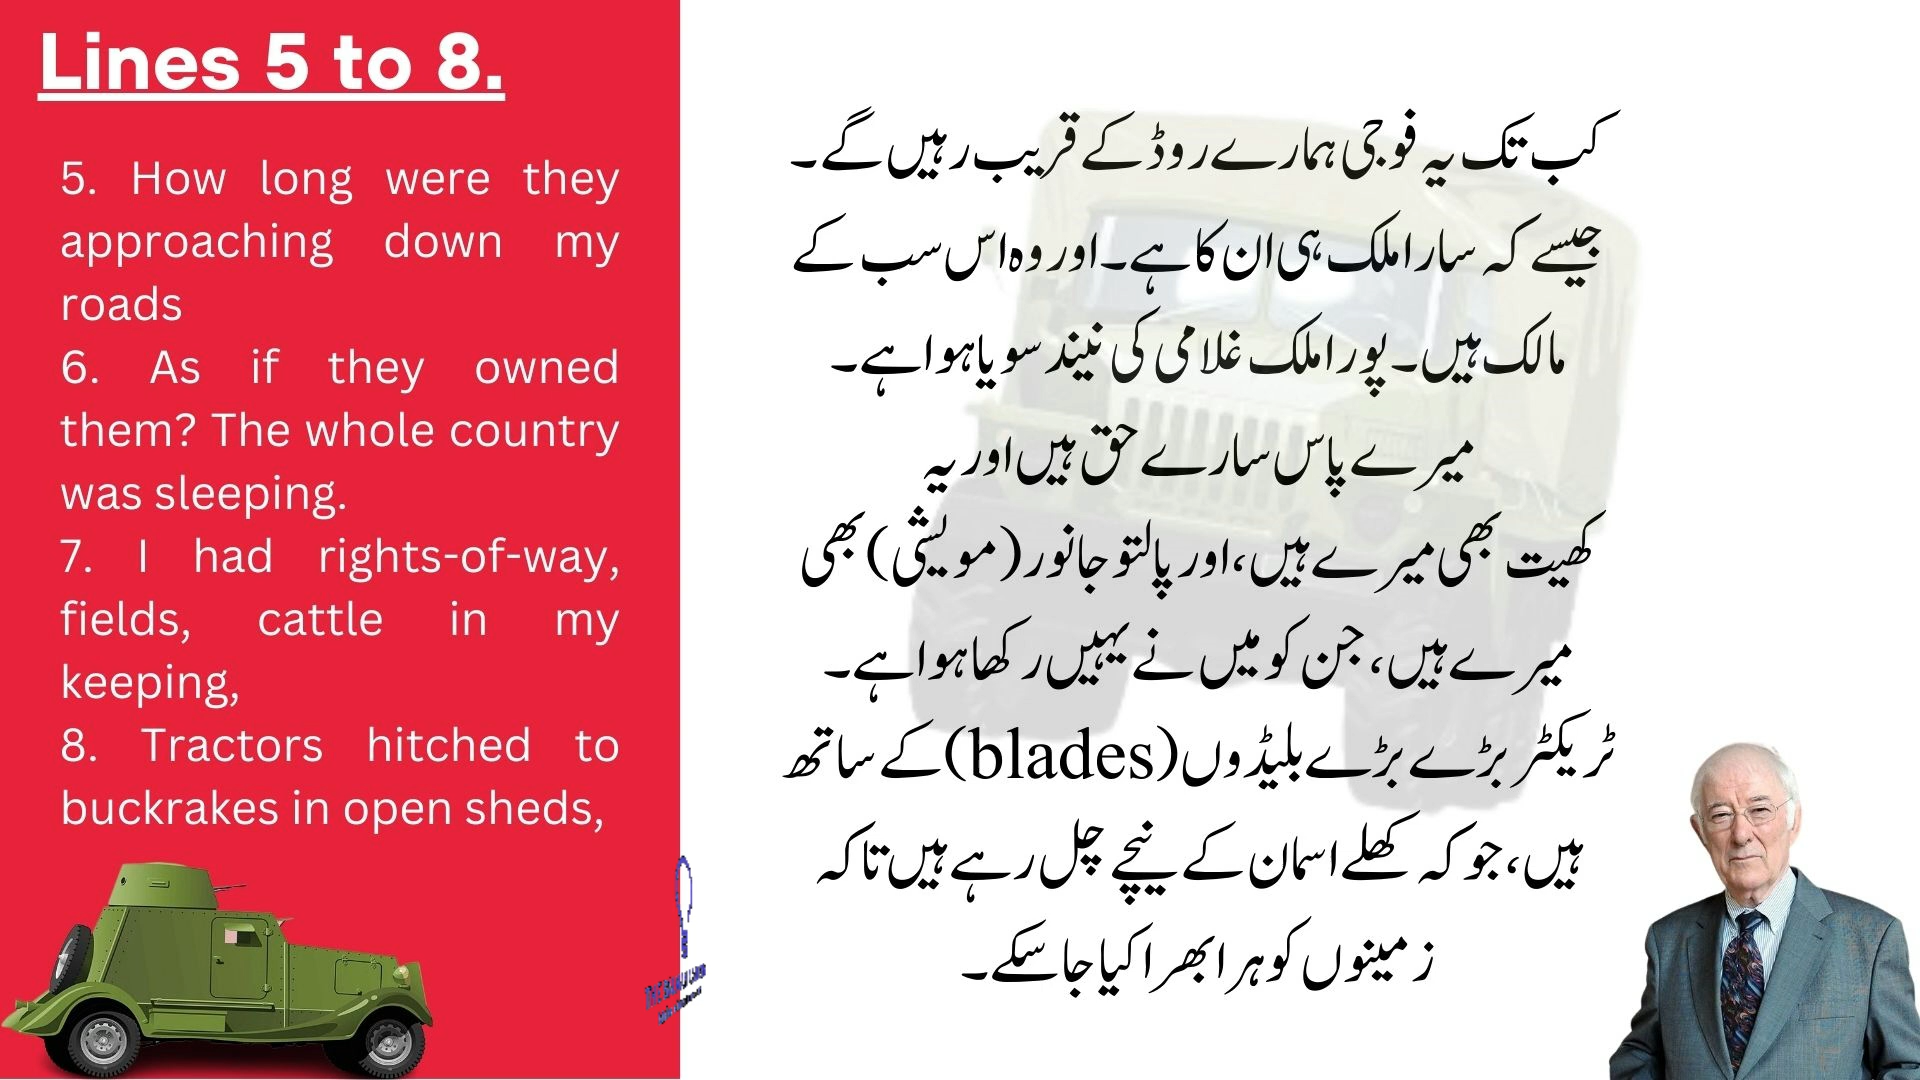 Lines 5 to 8.
5. How long were they
approaching down my
roads
6. As if they owned
them? The whole country
was sleeping.
7. I had rights-of-way,
fields, cattle in my
keeping,
8. Tractors hitched to
buckrakes in open sheds,
کب تک یہ فوجی ہمارے روڈ کے قریب رہیں گے۔
جیسے کہ سارا ملک ہی ان کا ہے۔ اور وہ اس سب کے
مالک ہیں۔ پورا ملک غلامی کی نیند سویا ہوا ہے۔
میرے پاس سارے حق ہیں اور یہ
کھیت بھی میرے ہیں، اور پالتو جانور (مویشی) بھی
میرے ہیں، جن کو میں نے یہیں رکھا ہوا ہے۔
ٹریکٹر بڑے بڑے بلیڈوں (blades) کے ساتھ
ہیں، جو کہ کھلے اسمان کے نیچے چل رہے ہیں تاکہ
زمینوں کو ہرا بھرا کیا جا سکے۔